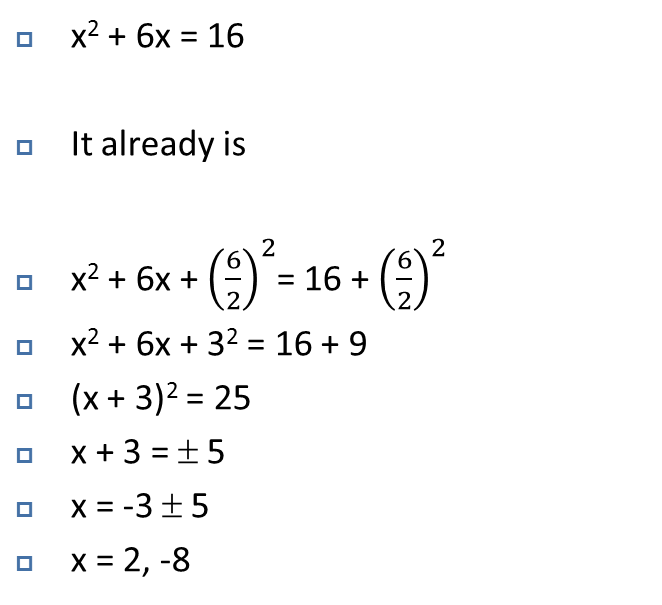 x² + 6x = 16
It already is
x² + 6x + (6/2)² = 16 + (6/2)²
x² + 6x + 3² = 16 + 9
(x + 3)² = 25
x + 3 = ± 5
x = -3 ± 5
x = 2, -8